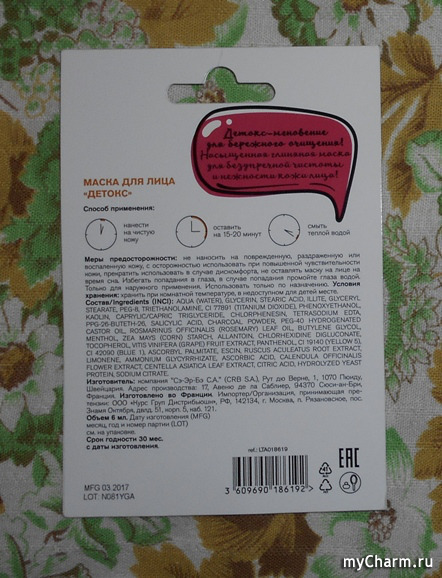 Детокс-мгновение
для бережного очищения!
Насыщенная глиняная маска
для безупречной чистоты
и нежности кожи лица!
МАСКА ДЛЯ ЛИЦА
«ДЕТОКС»
Способ применения:
нанести
на чистую
кожу
оставить
на 15-20 минут
смыть
теплой водой
Меры предосторожности: не наносить на поврежденную, раздраженную или
воспаленную кожу, с осторожностью использовать при повышенной чувствительности
кожи, прекратить использовать в случае дискомфорта, не оставлять маску на лице на
на сон. Избегать попадания в глаза, в случае попадания промойте глаза водой.
Только для наружного применения. Использовать только по назначению. Условия
хранения: хранить при комнатной температуре, в недоступном для детей месте.
Состав/Ingredients (INCI): AQUA (WATER), GLYCERIN, STEARIC ACID, ILLITE, GLYCERYL
STEARATE, PEG-8, TRIETHANOLAMINE, CI 77891 (TITANIUM DIOXIDE), PHENOXYETHANOL,
KAOLIN, CAPRYLIC/CAPRIC TRIGLYCERIDE, CHLORPHENESIN, TETRASODIUM EDTA,
PPG-26-BUTETH-26, SALICYLIC ACID, CHARCOAL POWDER, PEG-40 HYDROGENATED
CASTOR OIL, ROSMARINUS OFFICINALIS (ROSEMARY) LEAF OIL, BUTYLENE GLYCOL,
MENTHOL, ZEA MAYS (CORN) STARCH, ALLANTOIN, CHLORHEXIDINE DIGLUCONATE,
TOCOPHEROL, VITIS VINIFERA (GRAPE) FRUIT EXTRACT, PANTHENOL, CI 19140 (YELLOW 5),
CI 42090 (BLUE 1), ASCORBYL PALMITATE, ESCIN, RUSCUS ACULEATUS ROOT EXTRACT,
LIMONENE, AMMONIUM GLYCYRRHIZATE, ASCORBIC ACID, CALENDULA OFFICINALIS
FLOWER EXTRACT, CENTELLA ASIATICA LEAF EXTRACT, CITRIC ACID, HYDROLYZED YEAST
PROTEIN, SODIUM CITRATE.
Изготовитель: компания "Сэ-Эр-Бэ С.А." (CRB S.A.), Рут де Верне, 1, 1070 Пюиду,
Швейцария. Адрес производства: 17, Авеню де ла Саблиер, 94370 Сюси-ан-Бри,
Франция. Изготовлено во Франции. Импортер/Организация, принимающая претен-
зии: ООО «Курс Груп Дистрибьюшн, РФ, 142134, г. Москва, п. Рязановское, пос.
Знамя Октября, двлд. 51, корп. 5, каб. 121.
Объем 6 мл. Дату изготовления (MFG)
месяц, год и номер партии (LOT)
см. на упаковке.
Срок годности 30 мес.
с даты изготовления.
ref.: LTA018619
MFG 03.2017
LOT: N081YGA
3 609690 186192 >
EAC
myCharm.ru